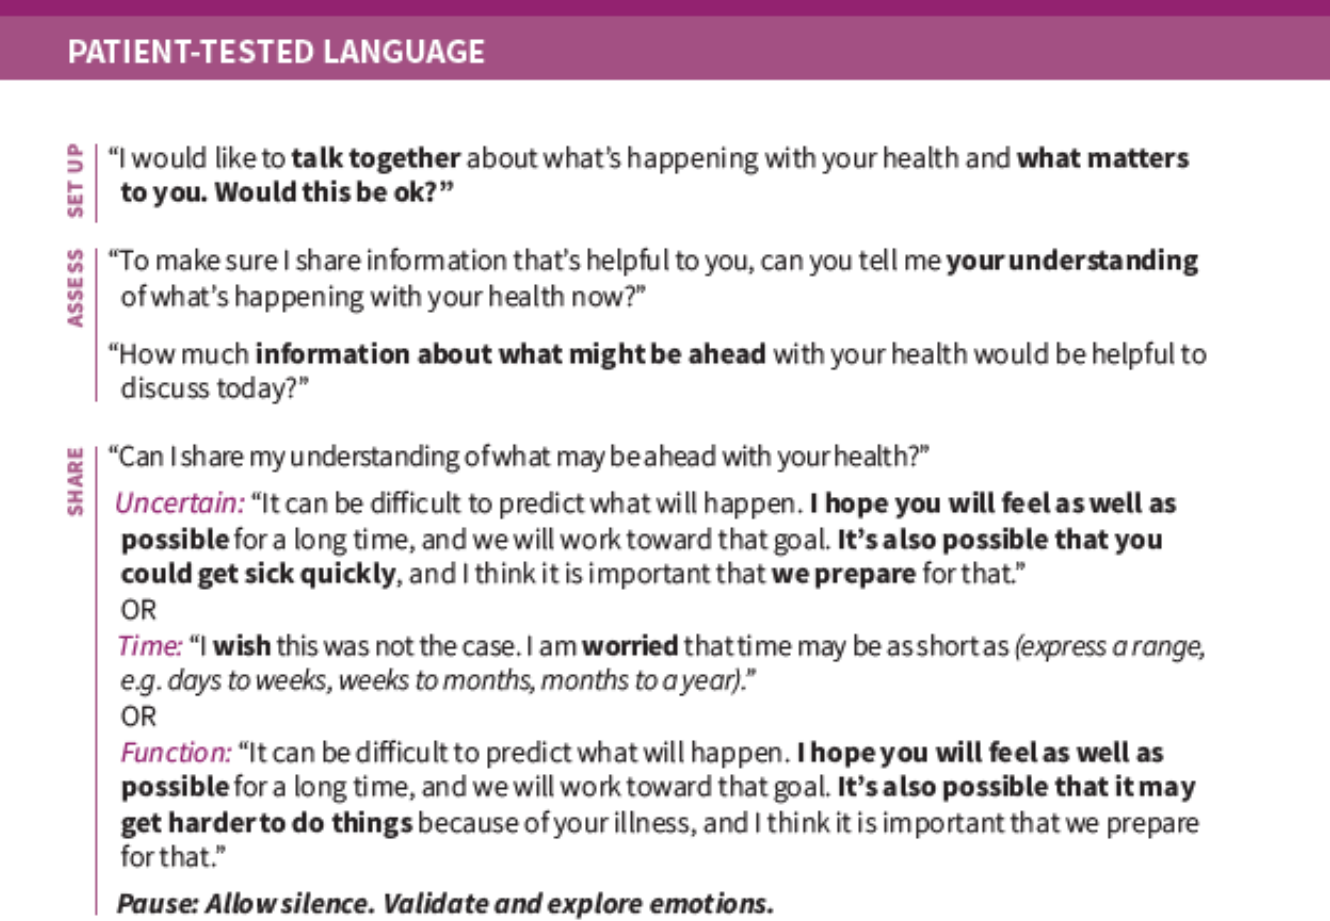 PATIENT-TESTED LANGUAGE
SET UP
“I would like to talk together about what’s happening with your health and what matters
to you. Would this be ok?”
ASSESS
“To make sure I share information that’s helpful to you, can you tell me your understanding
of what’s happening with your health now?”
“How much information about what might be ahead with your health would be helpful to
discuss today?”
SHARE
“Can I share my understanding of what may be ahead with your health?”
Uncertain: “It can be difficult to predict what will happen. I hope you will feel as well as
possible for a long time, and we will work toward that goal. It’s also possible that you
could get sick quickly, and I think it is important that we prepare for that.”
OR
Time: “I wish this was not the case. I am worried that time may be as short as (express a range,
e.g. days to weeks, weeks to months, months to a year).”
OR
Function: “It can be difficult to predict what will happen. I hope you will feel as well as
possible for a long time, and we will work toward that goal. It’s also possible that it may
get harder to do things because of your illness, and I think it is important that we prepare
for that.”
Pause: Allow silence. Validate and explore emotions.